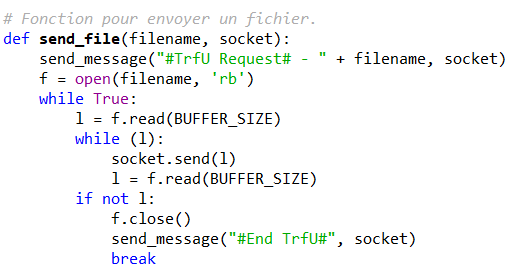 # Fonction pour envoyer un fichier.
def send_file(filename, socket):
    send_message("#TrfU Request# - " + filename, socket)
    f = open(filename, 'rb')
    while True:
        l = f.read(BUFFER_SIZE)
        while (l):
            socket.send(l)
            l = f.read(BUFFER_SIZE)
        if not l:
            f.close()
            send_message("#End TrfU#", socket)
            break